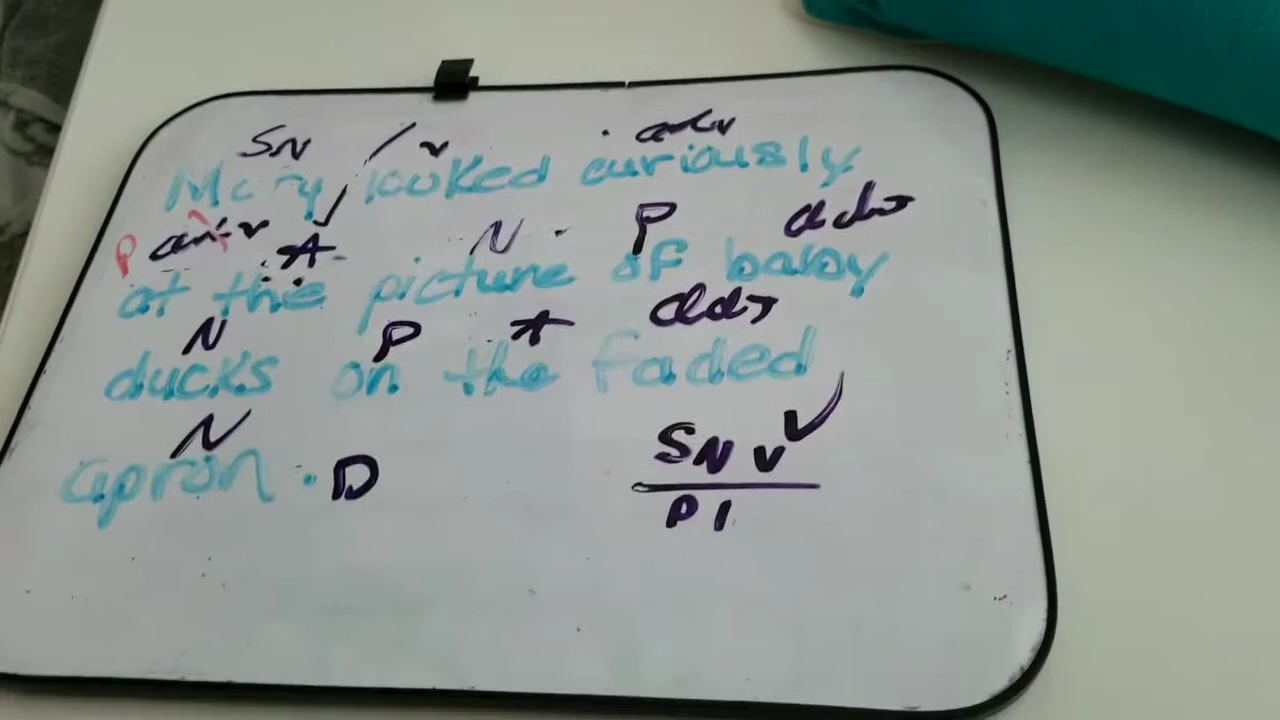 SN / v adv
Mary looked curiously
P adv A N P adj
at the picture of baby
N P A adj
ducks on the faded
N
apron. D
SN V ✓
P1